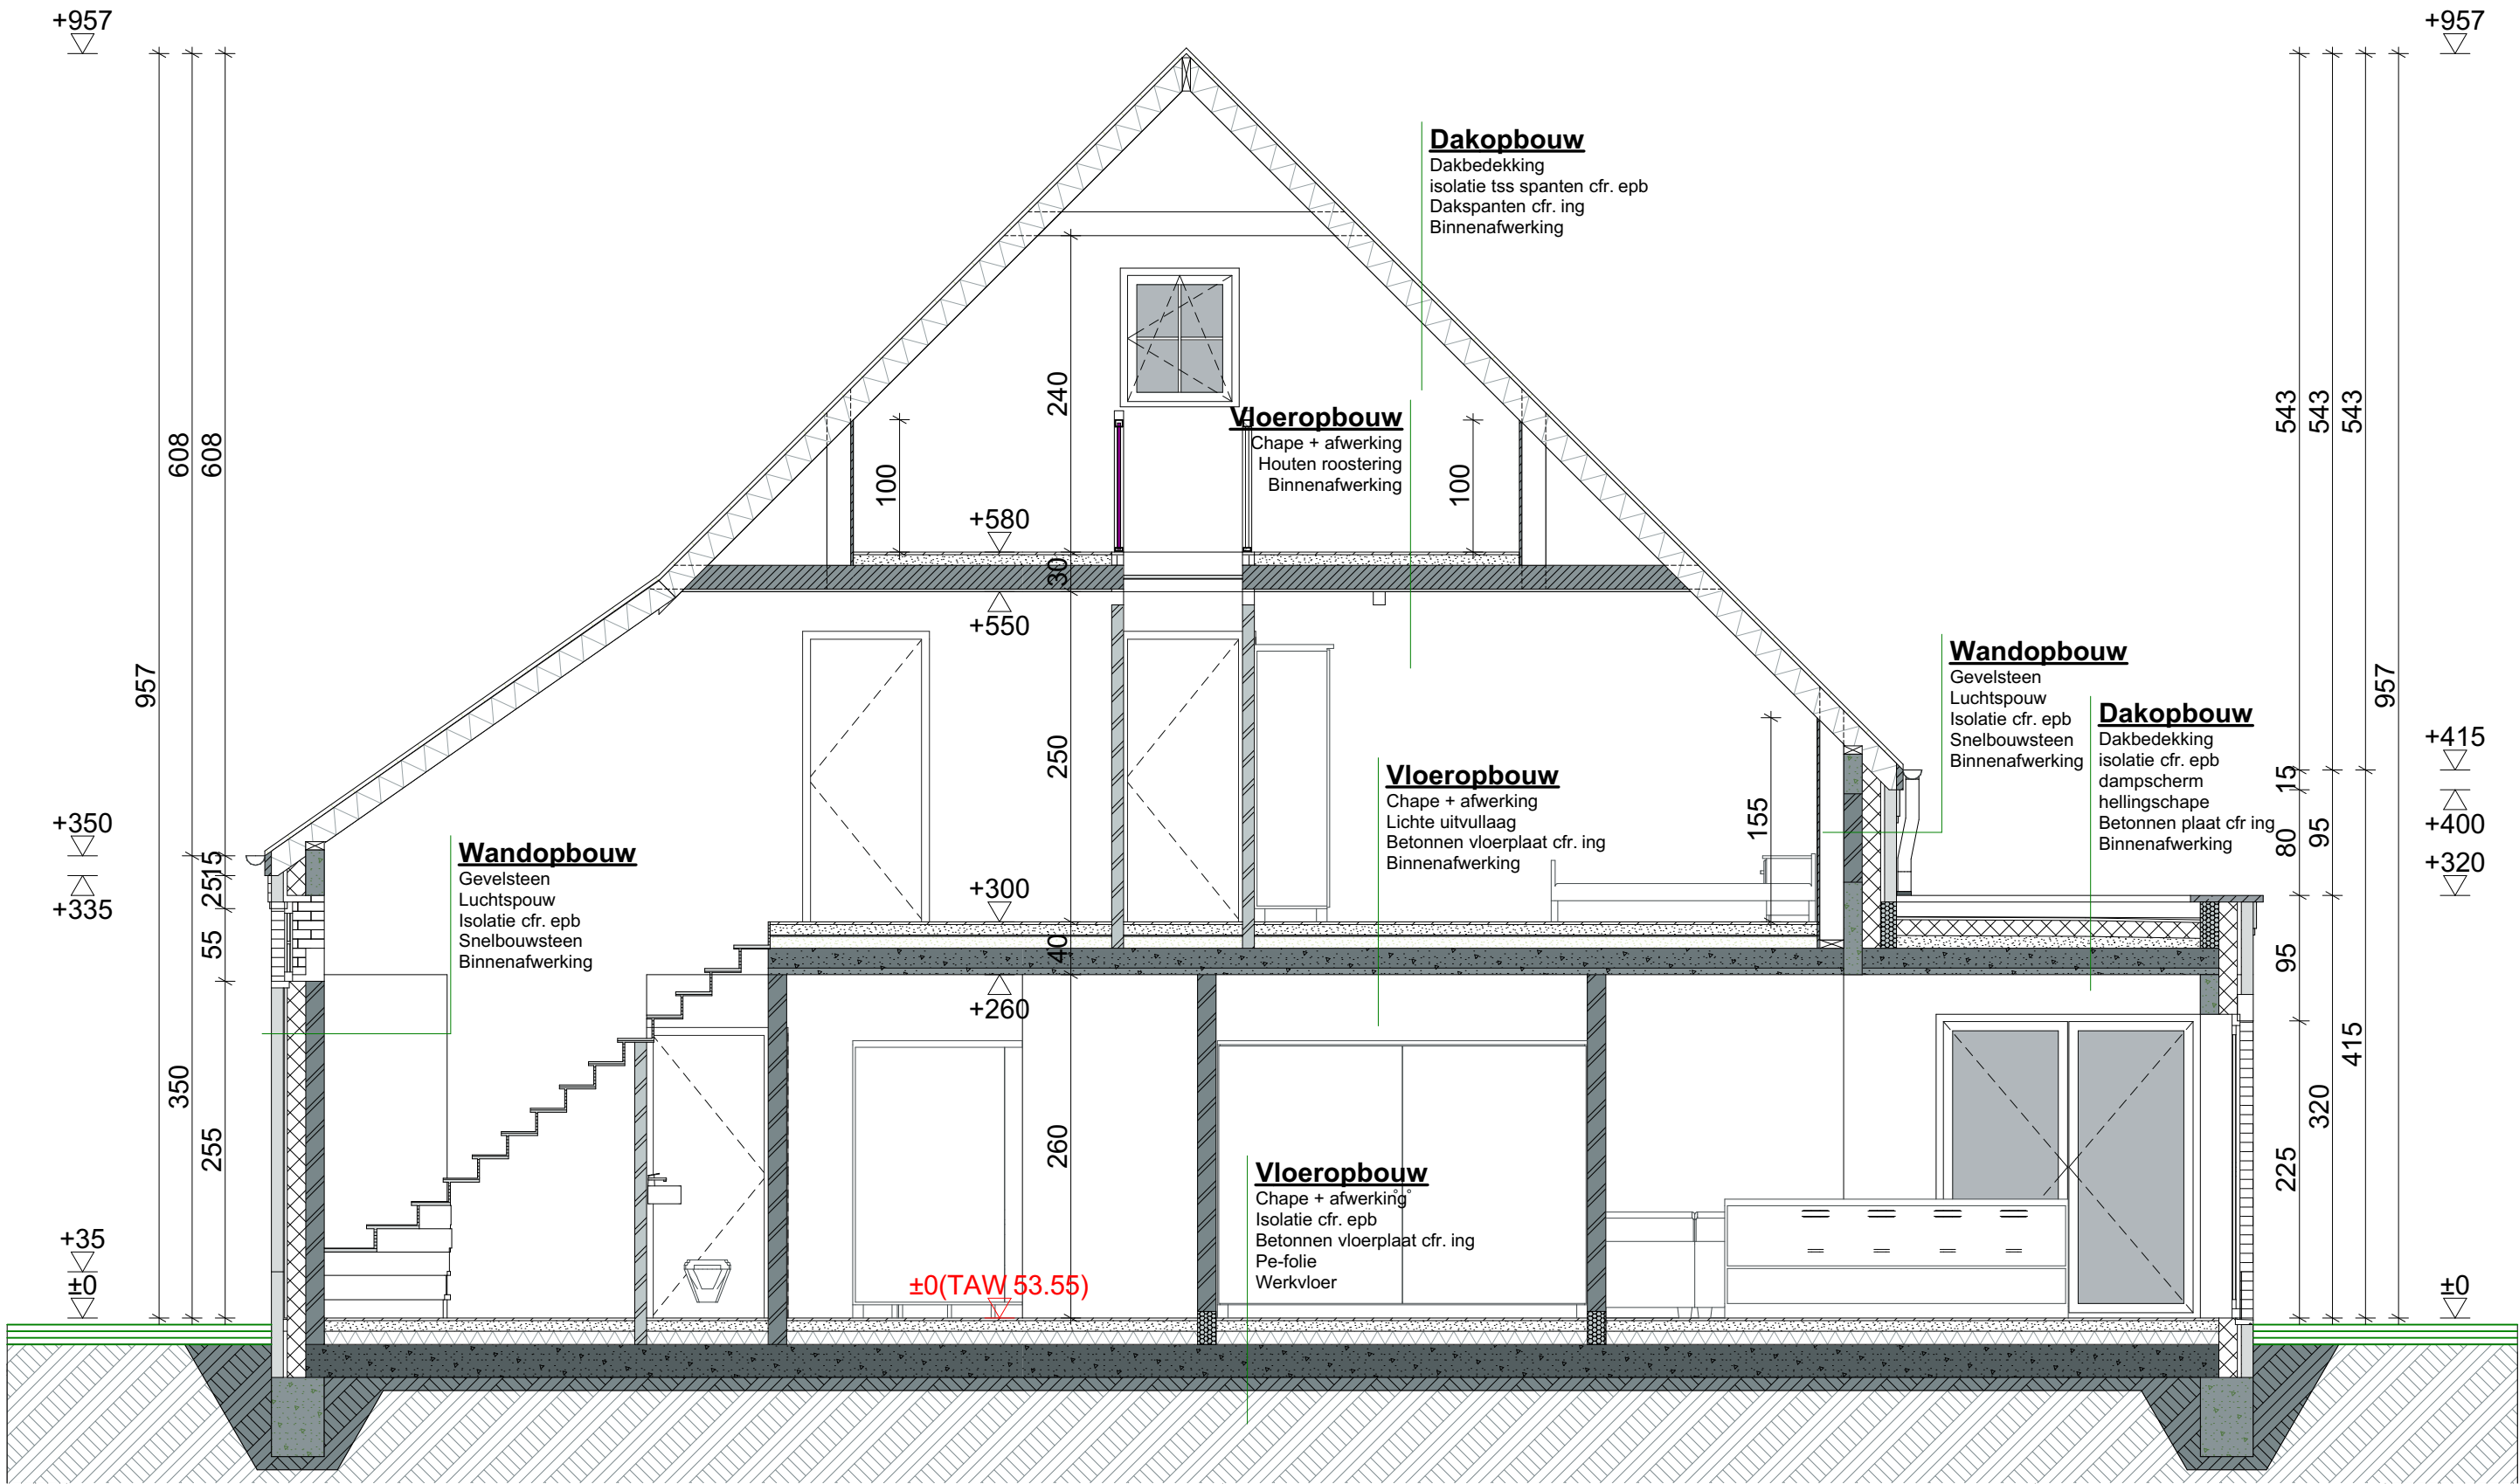 +957
+957
Dakopbouw
Dakbedekking
isolatie tss spanten cfr. epb
Dakspanten cfr. ing
Binnenafwerking
240
Vloeropbouw
Chape + afwerking
Houten roostering
Binnenafwerking
608
608
543
543
543
100
100
+580
30
+550
957
957
Wandopbouw
Gevelsteen
Luchtspouw
Isolatie cfr. epb
Snelbouwsteen
Binnenafwerking
Dakopbouw
Dakbedekking
isolatie cfr. epb
dampscherm
hellingschape
Betonnen plaat cfr ing
Binnenafwerking
+415
+400
+320
15
80
95
250
Vloeropbouw
Chape + afwerking
Lichte uitvullaag
Betonnen vloerplaat cfr. ing
Binnenafwerking
155
+350
+335
15
25
55
Wandopbouw
Gevelsteen
Luchtspouw
Isolatie cfr. epb
Snelbouwsteen
Binnenafwerking
+300
40
+260
95
350
255
260
415
320
225
Vloeropbouw
Chape + afwerking
Isolatie cfr. epb
Betonnen vloerplaat cfr. ing
Pe-folie
Werkvloer
+35
±0
±0(TAW 53.55)
±0